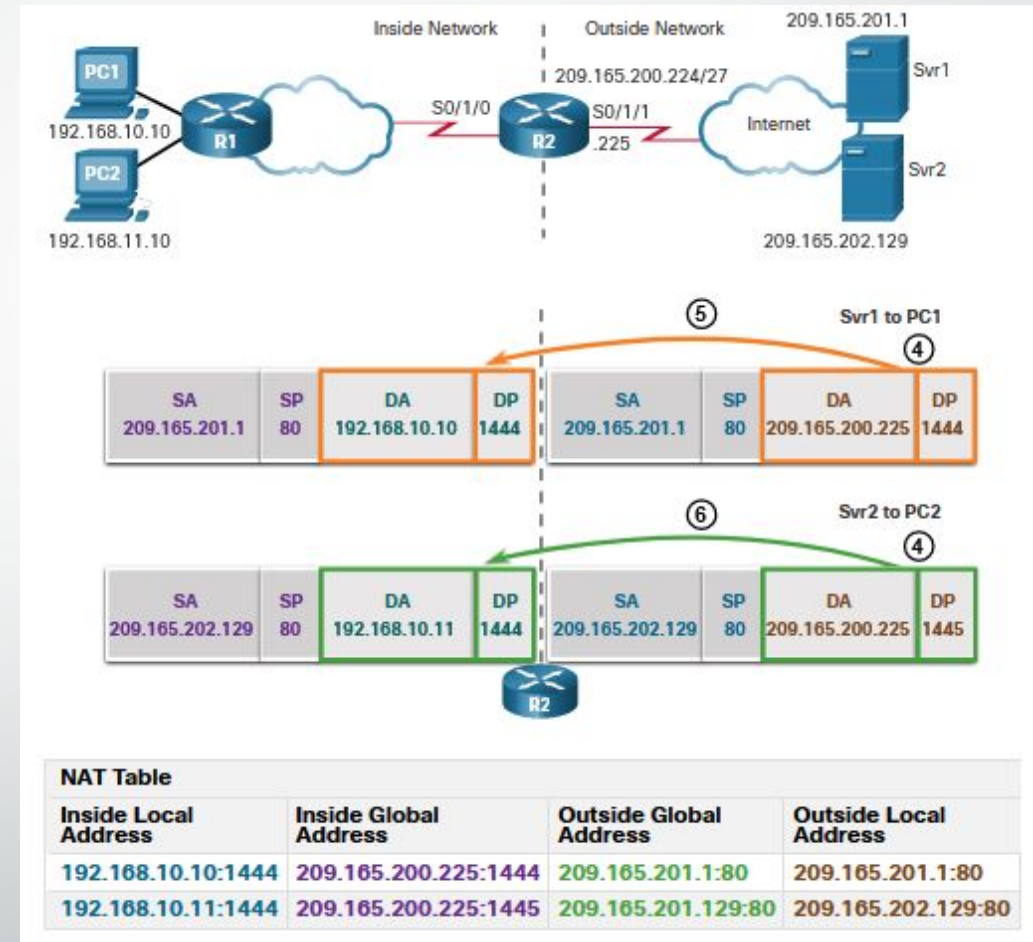 209.165.201.1
Inside Network
Outside Network
PC1
Svr1
209.165.200.224/27
S0/1/0
S0/1/1
Internet
192.168.10.10
R1
R2
.225
PC2
Svr2
192.168.11.10
209.165.202.129
5
Svr1 to PC1
4
SA SP DA DP SA SP DA DP
209.165.201.1 80 192.168.10.10 1444 209.165.201.1 80 209.165.200.225 1444
6
Svr2 to PC2
4
SA SP DA DP SA SP DA DP
209.165.202.129 80 192.168.10.11 1444 209.165.202.129 80 209.165.200.225 1445
R2
NAT Table
Inside Local Address Inside Global Address Outside Global Address Outside Local Address
192.168.10.10:1444 209.165.200.225:1444 209.165.201.1:80 209.165.201.1:80
192.168.10.11:1444 209.165.200.225:1445 209.165.201.129:80 209.165.202.129:80